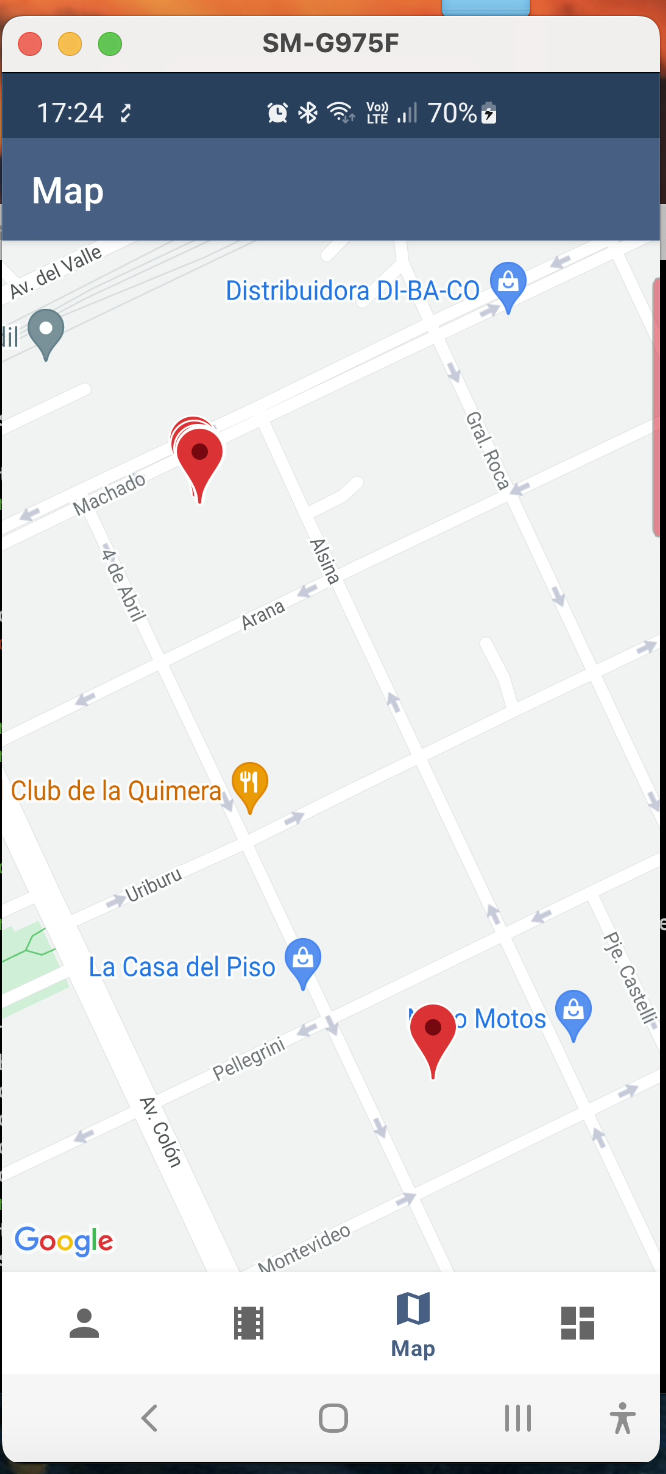 SM-G975F
17:24
Vo))
LTE
70%
Map
Av. del Valle
Distribuidora DI-BA-CO
Gral. Roca
Machado
Alsina
4 de Abril
Arana
Club de la Quimera
Uriburu
La Casa del Piso
Pje. Castelli
Motos
Pellegrini
Av. Colón
Google
Montevideo
Map